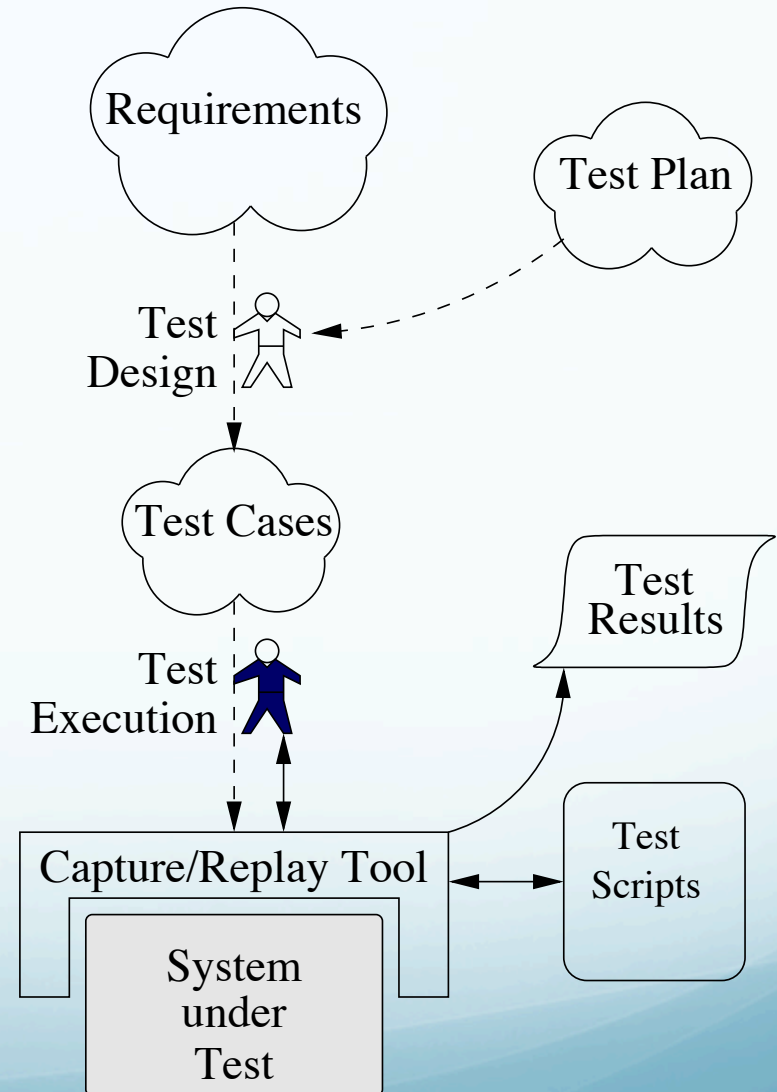 Requirements
Test Plan
Test
Design
Test Cases
Test
Results
Test
Execution
Capture/Replay Tool
Test
Scripts
System
under
Test